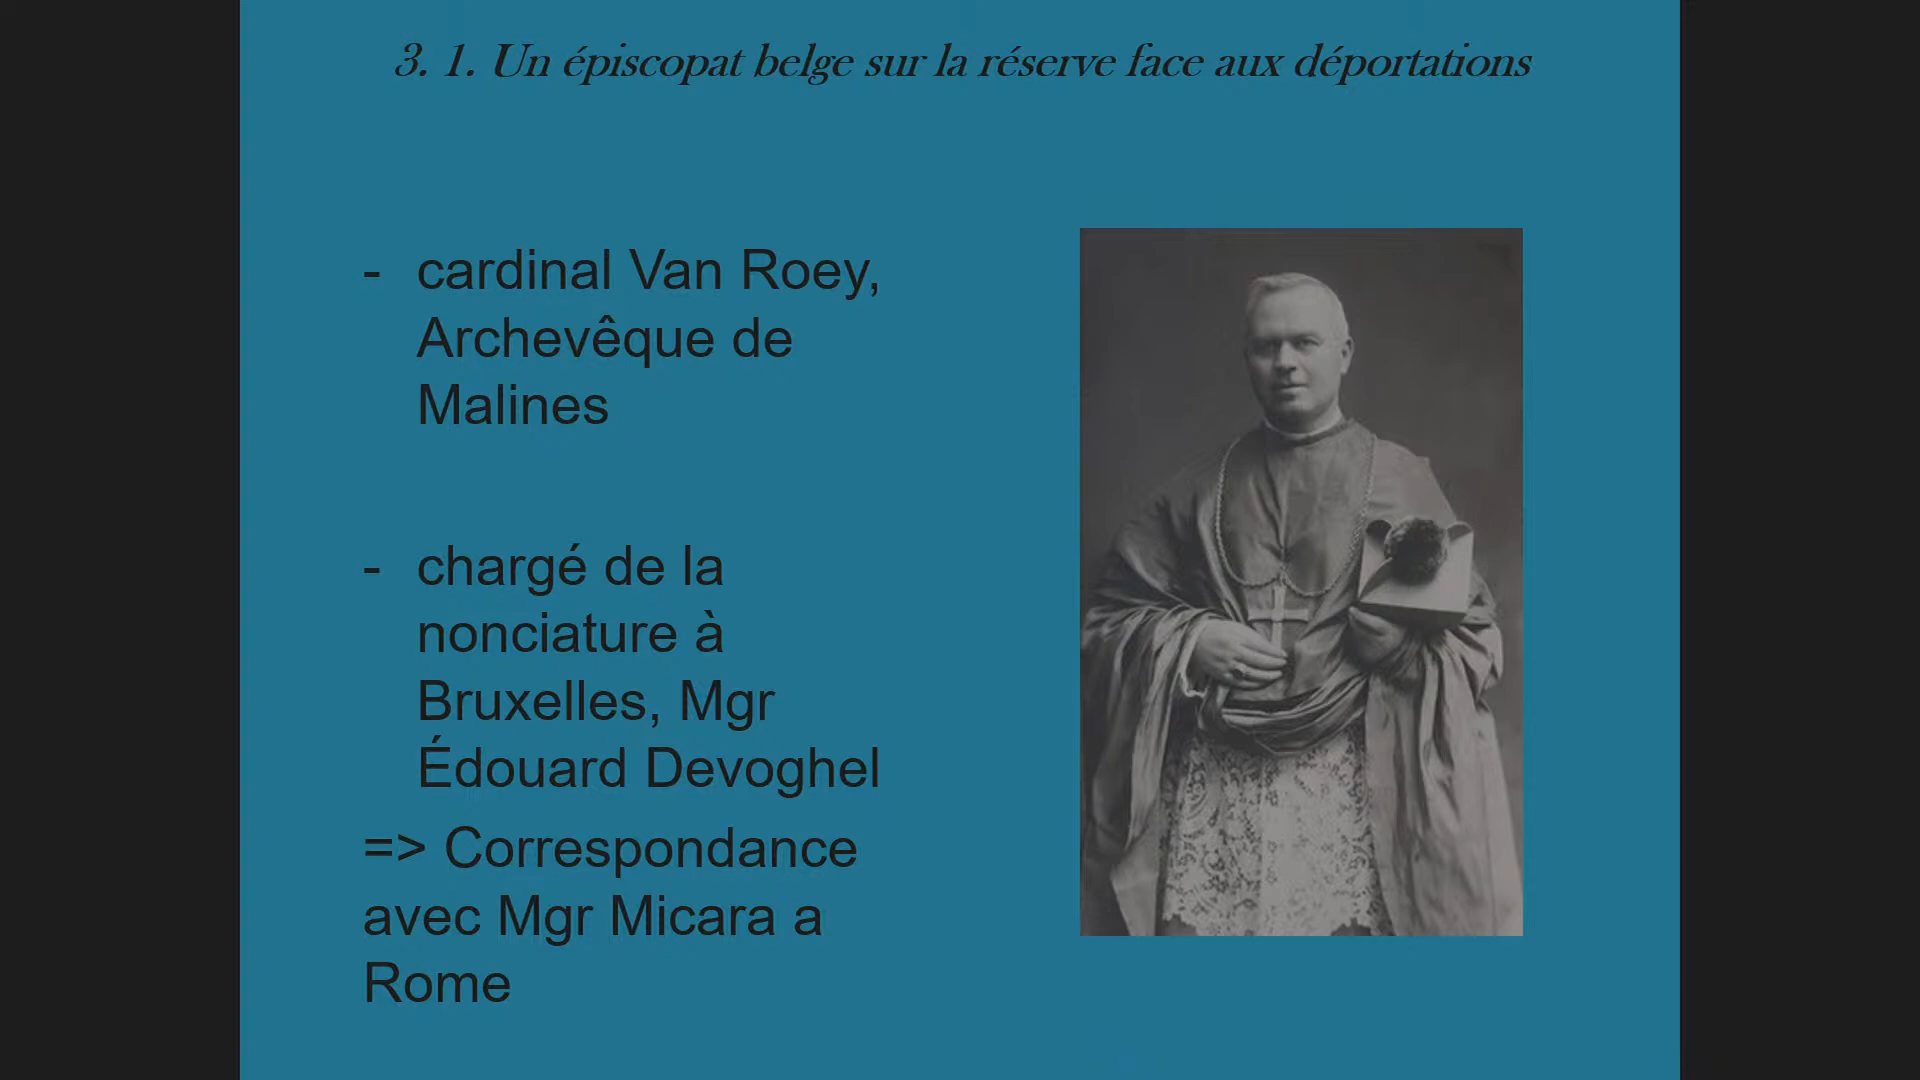 3. 1. Un épiscopat belge sur la réserve face aux déportations
- cardinal Van Roey,
Archevêque de
Malines
- chargé de la
nonciature à
Bruxelles, Mgr
Édouard Devoghel
=> Correspondance
avec Mgr Micara a
Rome